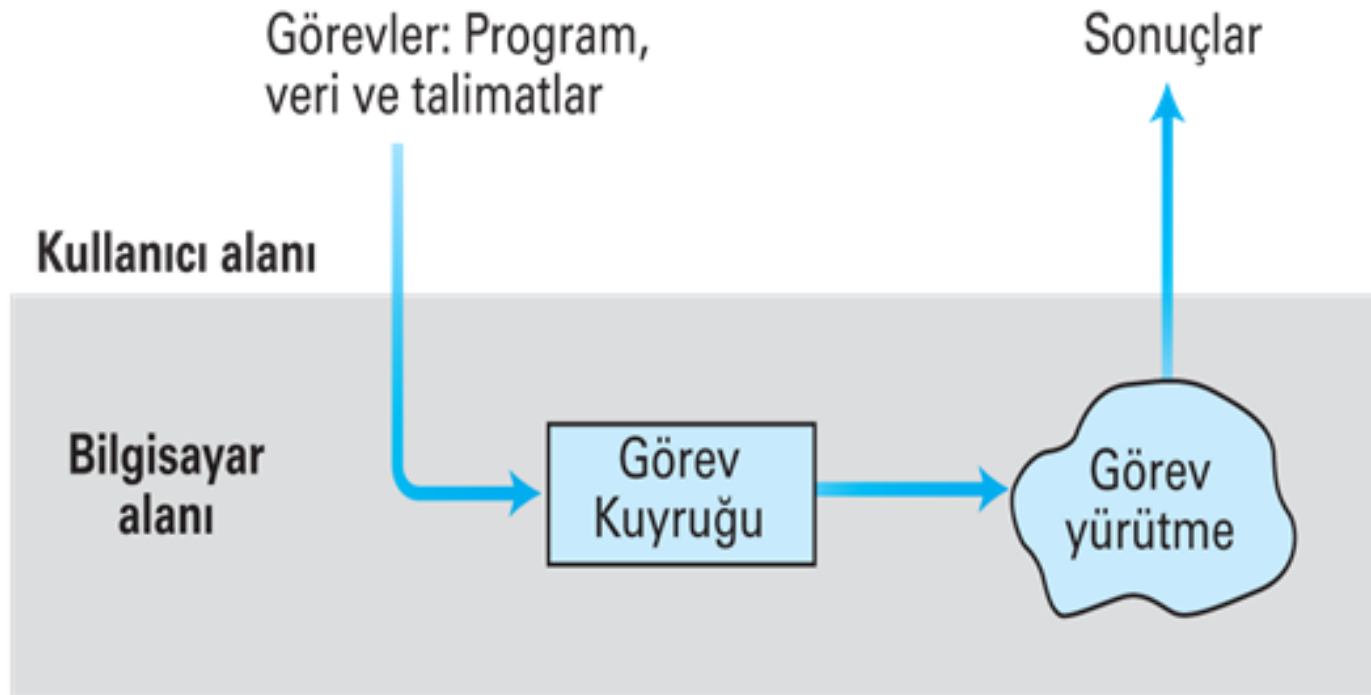 Görevler: Program,
veri ve talimatlar
Sonuçlar
Kullanıcı alanı
Bilgisayar
alanı
Görev
Kuyruğu
Görev
yürütme